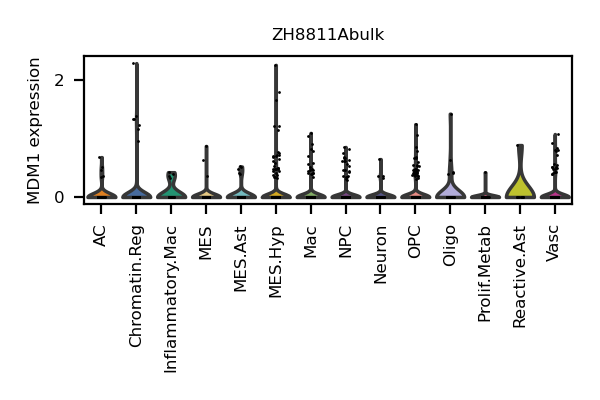 ZH8811Abulk
MDM1 expression
2
0
AC
Chromatin.Reg
Inflammatory.Mac
MES
MES.Ast
MES.Hyp
Mac
NPC
Neuron
OPC
Oligo
Prolif.Metab
Reactive.Ast
Vasc